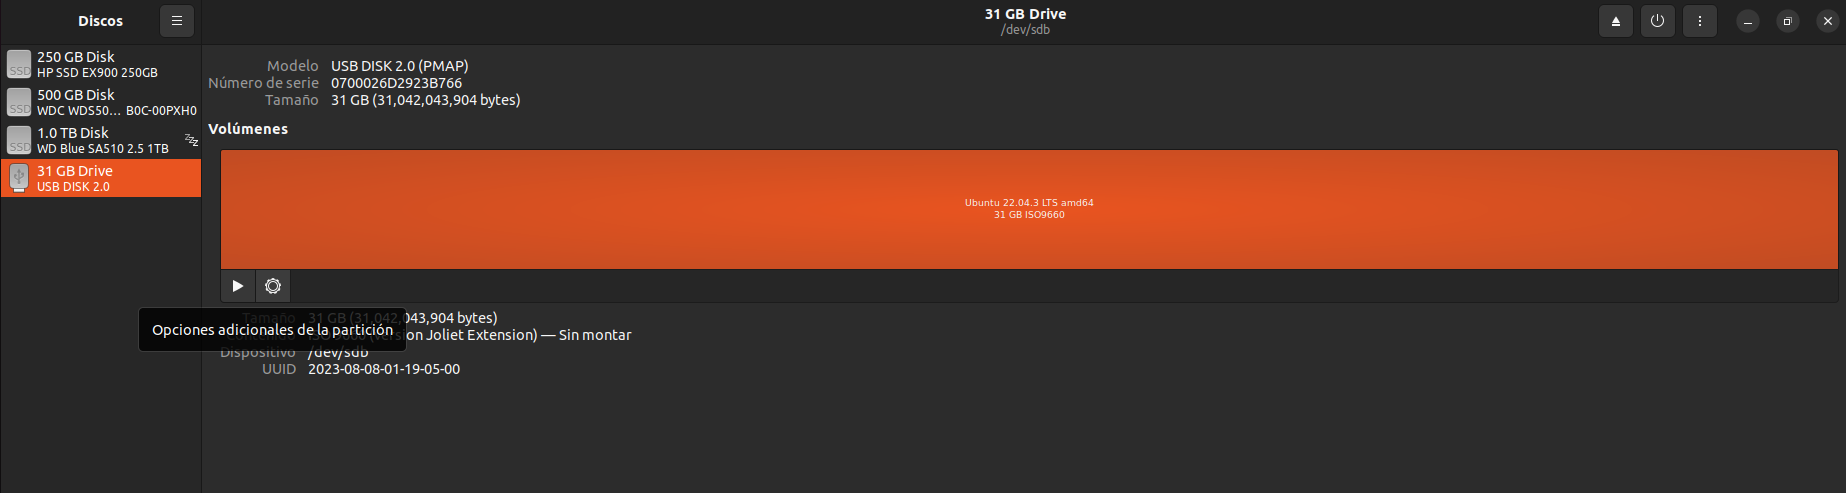 Discos
31 GB Drive
/dev/sdb
250 GB Disk
HP SSD EX900 250GB
500 GB Disk
WDC WDS50... B0C-00PXH0
1.0 TB Disk
WD Blue SA510 2.5 1TB
31 GB Drive
USB DISK 2.0
SSD
SSD
SSD
Modelo USB DISK 2.0 (PMAP)
Número de serie 0700026D2923B766
Tamaño 31 GB (31,042,043,904 bytes)
Volúmenes
Ubuntu 22.04.3 LTS amd64
31 GB ISO9660
Opciones adicionales de la partición
Tamaño 31 GB (31,042,043,904 bytes)
Contenido ISO 9660 (versión Joliet Extension) — Sin montar
Dispositivo /dev/sdb
UUID 2023-08-08-01-19-05-00